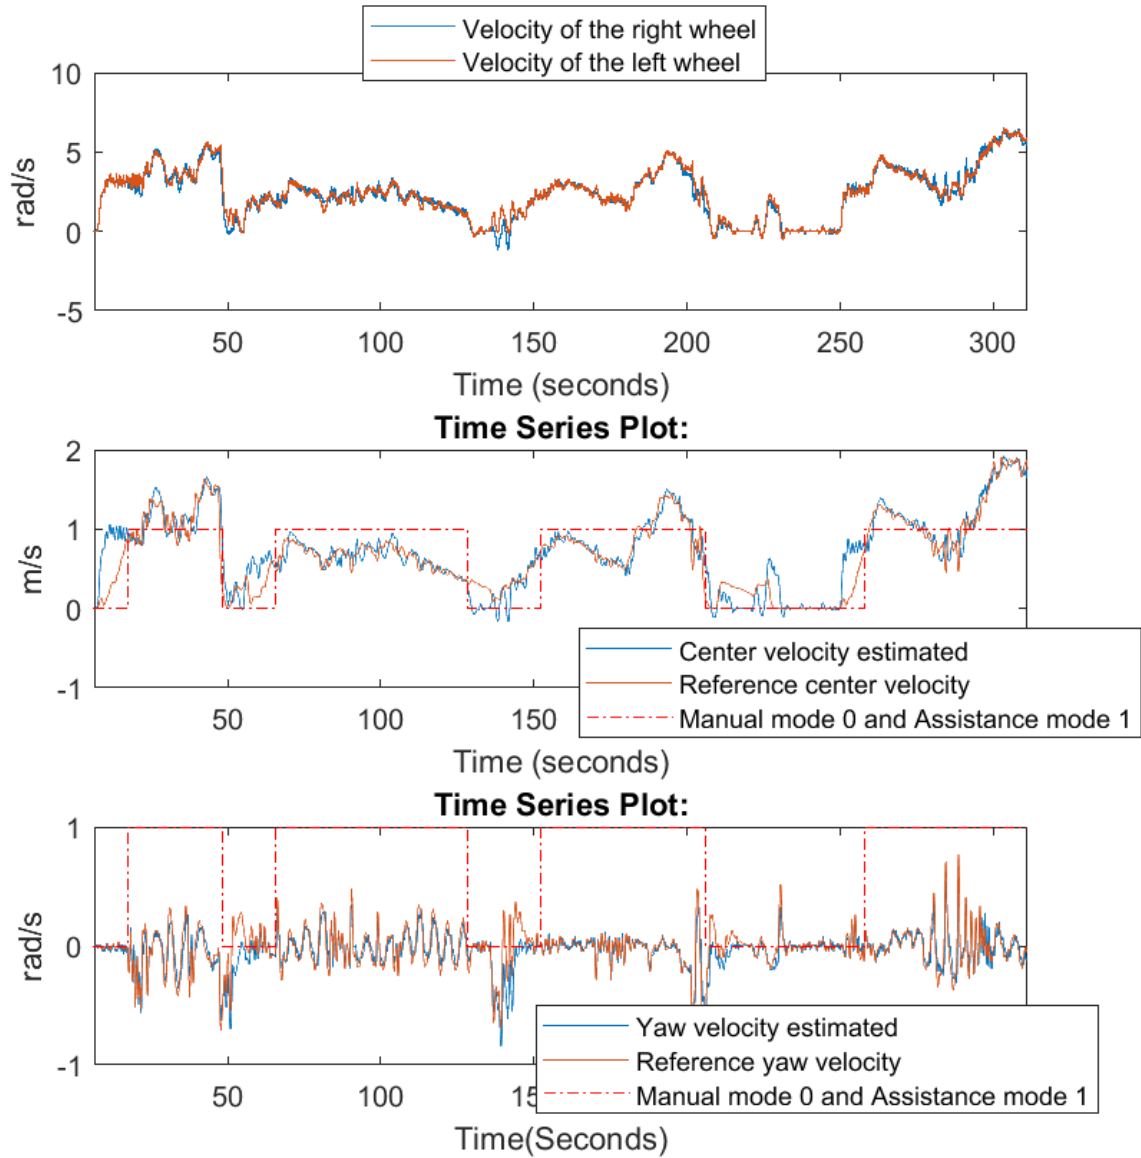 Velocity of the right wheel
Velocity of the left wheel
10
5
0
-5
rad/s
50 100 150 200 250 300
Time (seconds)
Time Series Plot:
2
1
0
-1
m/s
Center velocity estimated
Reference center velocity
Manual mode 0 and Assistance mode 1
50 100 150
Time (seconds)
Time Series Plot:
1
0
-1
rad/s
Yaw velocity estimated
Reference yaw velocity
Manual mode 0 and Assistance mode 1
50 100
Time(Seconds)